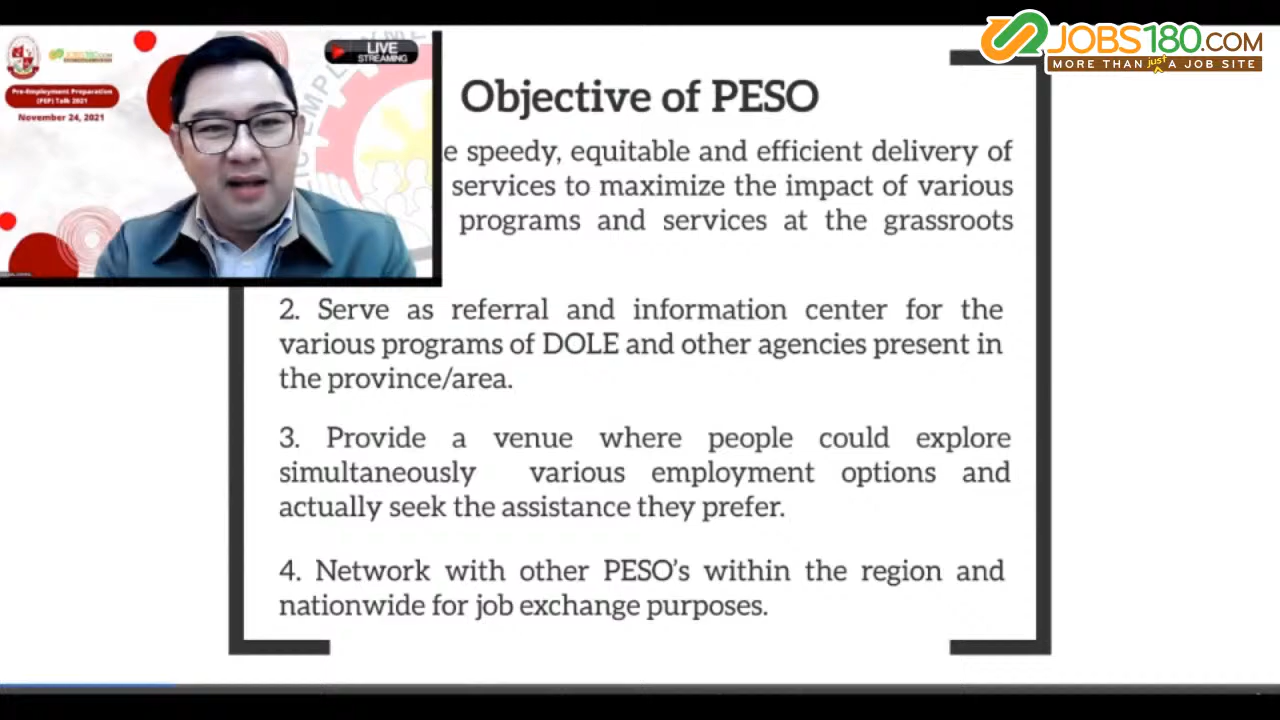 JOBS180.COM
MORE THAN just A JOB SITE
LIVE
STREAMING
Pre-Employment Preparation
(PEP) Talk 2021
November 24, 2021
Objective of PESO
e speedy, equitable and efficient delivery of
services to maximize the impact of various
programs and services at the grassroots
2. Serve as referral and information center for the
various programs of DOLE and other agencies present in
the province/area.
3. Provide a venue where people could explore
simultaneously various employment options and
actually seek the assistance they prefer.
4. Network with other PESO's within the region and
nationwide for job exchange purposes.